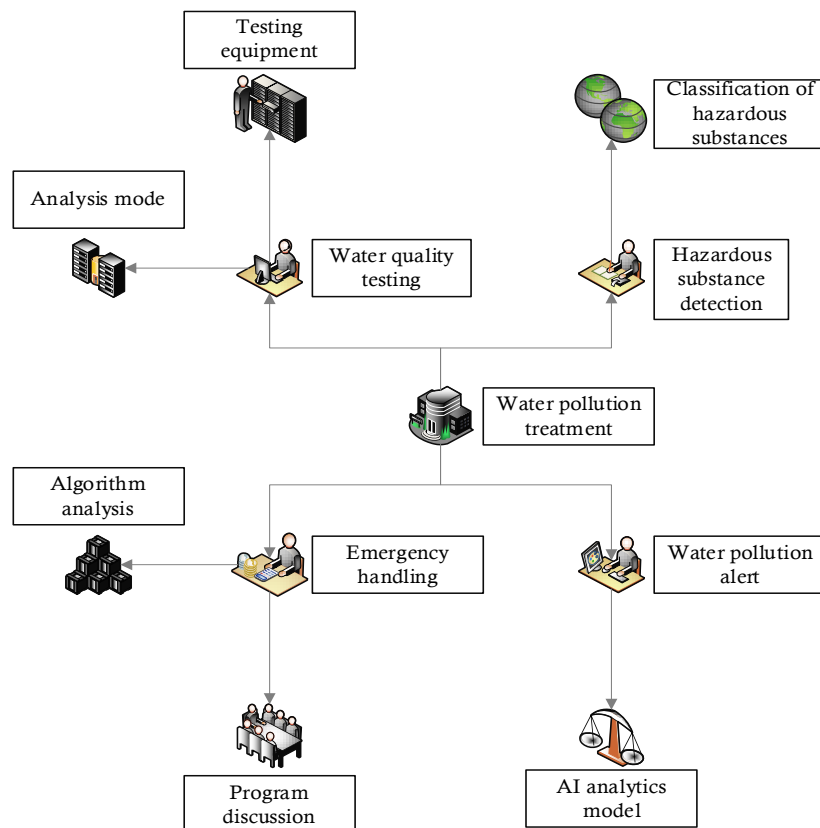 Testing
equipment
Classification of
hazardous
substances
Analysis mode
Water quality
testing
Hazardous
substance
detection
Water pollution
treatment
Algorithm
analysis
Emergency
handling
Water pollution
alert
Program
discussion
AI analytics
model